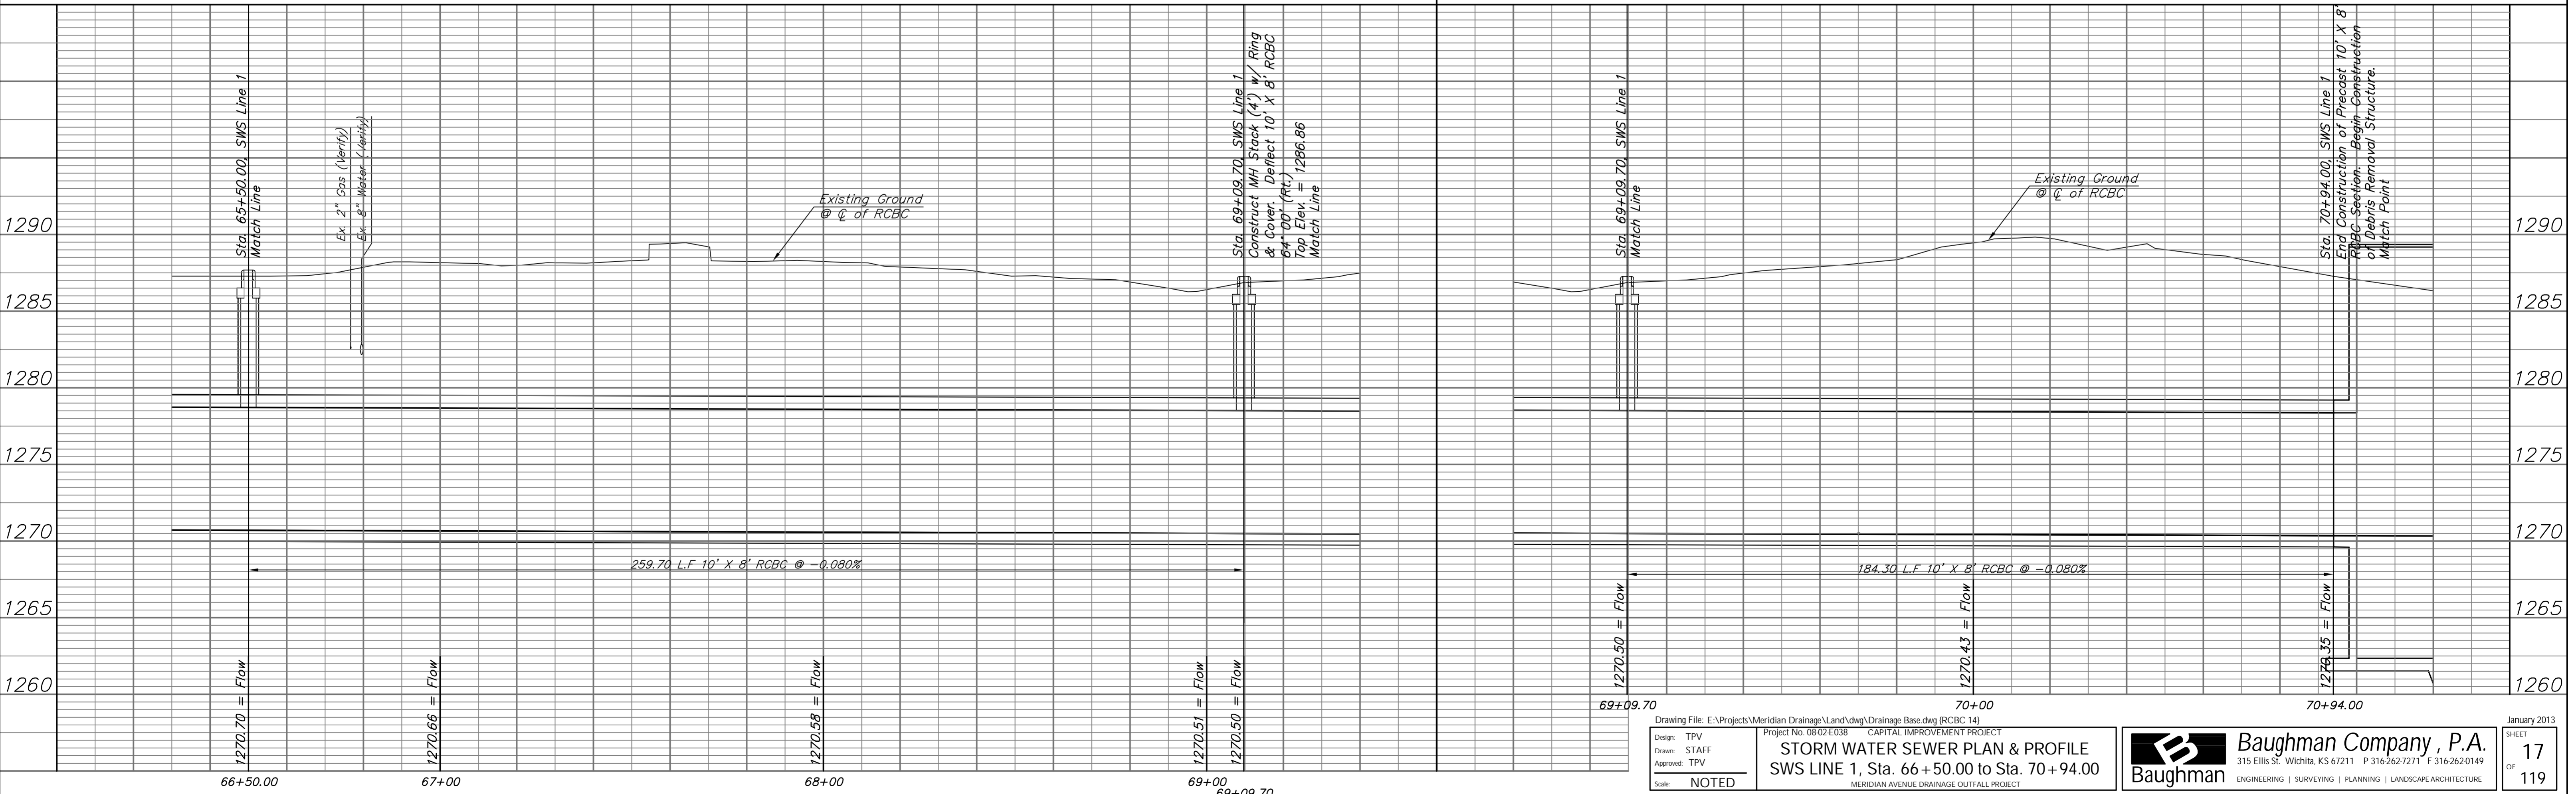 Sta. 65+50.00, SWS Line 1
Match Line
Ex. 2" Gas (Verify)
Ex. 8" Water (Verify)
Existing Ground
@ ℄ of RCBC
Sta. 69+09.70, SWS Line 1
Construct MH Stack (4') w/ Ring
& Cover. Deflect 10' X 8' RCBC
64° 00' (Rt.)
Top Elev. = 1286.86
Match Line
Sta. 69+09.70, SWS Line 1
Match Line
Existing Ground
@ ℄ of RCBC
Sta. 70+94.00, SWS Line 1
End Construction of Precast 10' X 8'
RCBC Section. Begin Construction
of Debris Removal Structure.
Match Point
1290
1285
1280
1275
1270
1265
1260
1290
1285
1280
1275
1270
1265
1260
259.70 L.F 10' X 8' RCBC @ -0.080%
184.30 L.F 10' X 8' RCBC @ -0.080%
1270.70 = Flow
1270.66 = Flow
1270.58 = Flow
1270.51 = Flow
1270.50 = Flow
1270.50 = Flow
1270.43 = Flow
1270.35 = Flow
66+50.00
67+00
68+00
69+00
69+09.70
69+09.70
70+00
70+94.00
Drawing File: E:\Projects\Meridian Drainage\Land\dwg\Drainage Base.dwg (RCBC 14)
January 2013
Design: TPV
Drawn: STAFF
Approved: TPV
Scale: NOTED
Project No. 08-02-E038 CAPITAL IMPROVEMENT PROJECT
STORM WATER SEWER PLAN & PROFILE
SWS LINE 1, Sta. 66+50.00 to Sta. 70+94.00
MERIDIAN AVENUE DRAINAGE OUTFALL PROJECT
Baughman
Baughman Company, P.A.
315 Ellis St. Wichita, KS 67211 P 316-262-7271 F 316-262-0149
ENGINEERING | SURVEYING | PLANNING | LANDSCAPE ARCHITECTURE
SHEET
17
OF
119